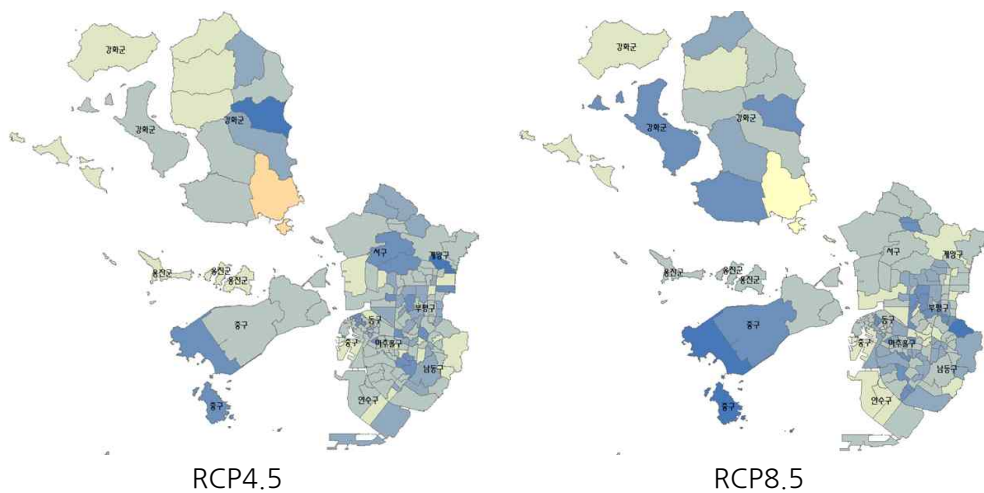 강화군
강화군
강화군
서구
계양구
옹진군
옹진군
옹진군
부평구
중구
동구
중구
미추홀구
남동구
연수구
중구
RCP4.5
강화군
강화군
강화군
서구
계양구
옹진군
옹진군
옹진군
부평구
중구
동구
중구
미추홀구
남동구
연수구
중구
RCP8.5